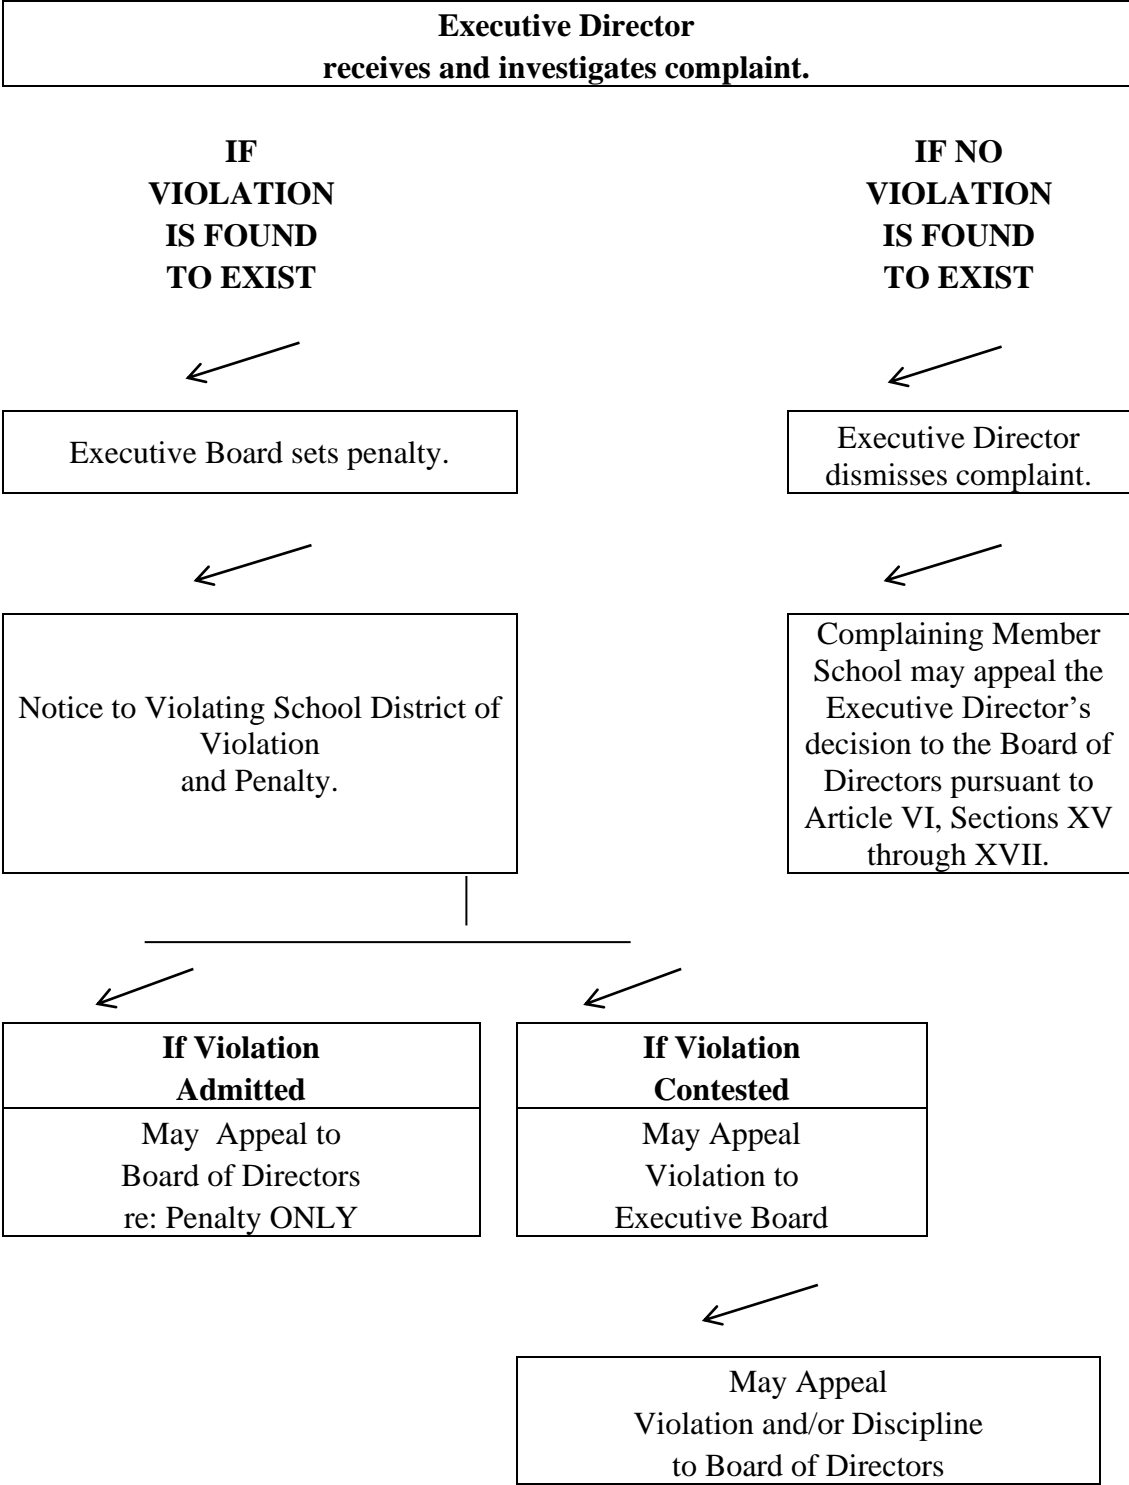 Executive Director
receives and investigates complaint.
IF
VIOLATION
IS FOUND
TO EXIST
IF NO
VIOLATION
IS FOUND
TO EXIST
Executive Board sets penalty.
Executive Director
dismisses complaint.
Notice to Violating School District of
Violation
and Penalty.
Complaining Member
School may appeal the
Executive Director’s
decision to the Board of
Directors pursuant to
Article VI, Sections XV
through XVII.
If Violation
Admitted
May Appeal to
Board of Directors
re: Penalty ONLY
If Violation
Contested
May Appeal
Violation to
Executive Board
May Appeal
Violation and/or Discipline
to Board of Directors